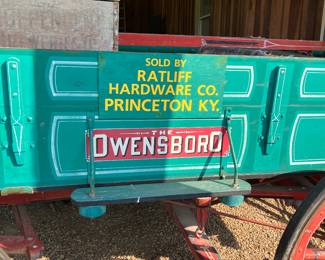 SOLD BY
RATLIFF
HARDWARE CO.
PRINCETON KY.
THE
OWENSBORO